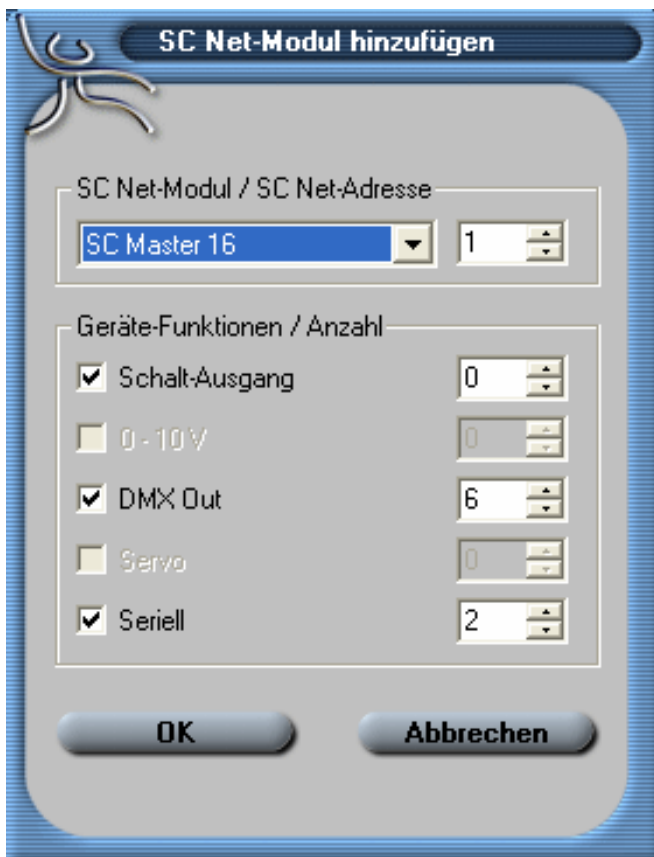 SC Net-Modul hinzufügen
SC Net-Modul / SC Net-Adresse
SC Master 16 1
Geräte-Funktionen / Anzahl
Schalt-Ausgang 0
0 - 10 V 0
DMX Out 6
Servo 0
Seriell 2
OK Abbrechen